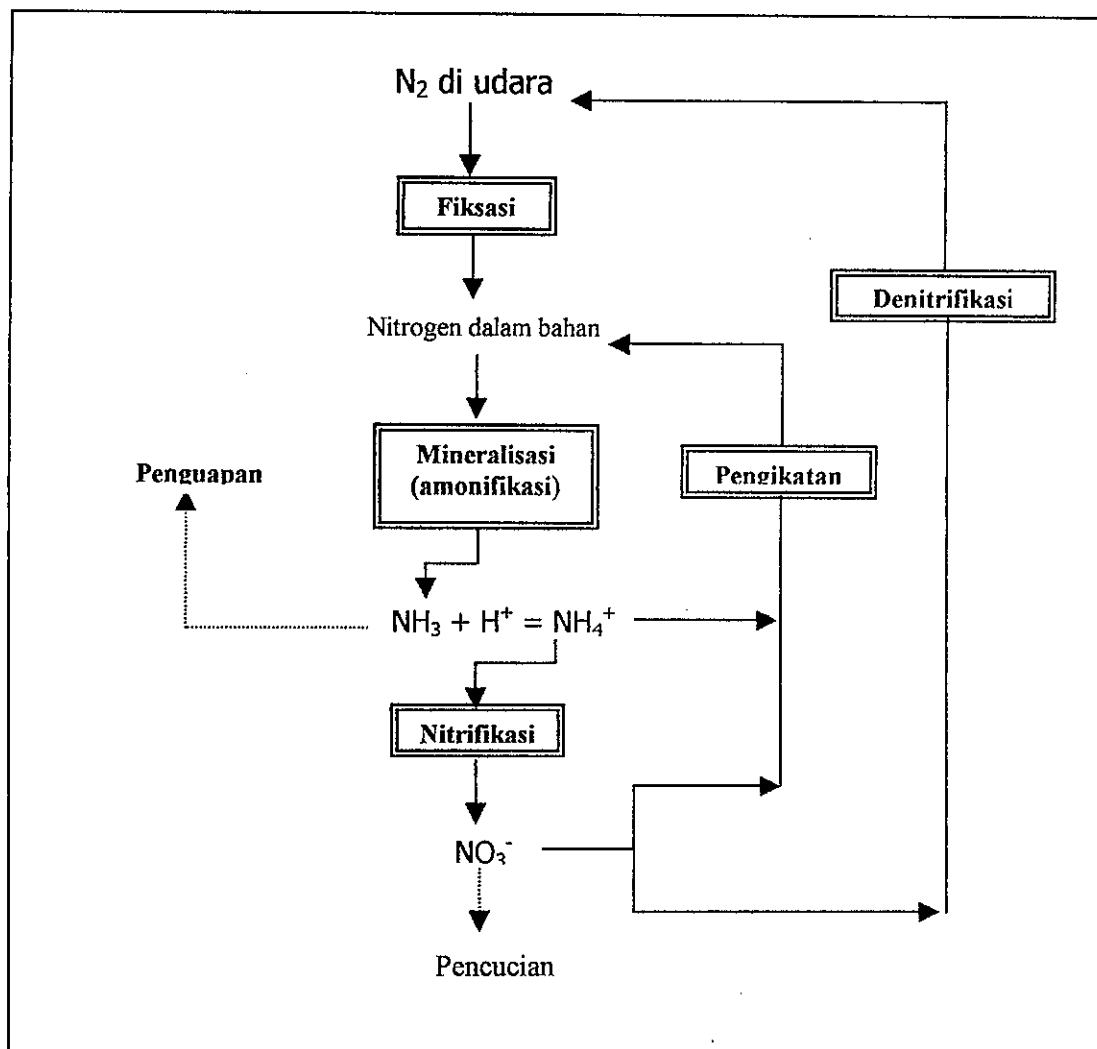 N₂ di udara
Fiksasi
Denitrifikasi
Nitrogen dalam bahan
Mineralisasi
(amonifikasi)
Penguapan
Pengikatan
NH₃ + H⁺ = NH₄⁺
Nitrifikasi
NO₃⁻
Pencucian